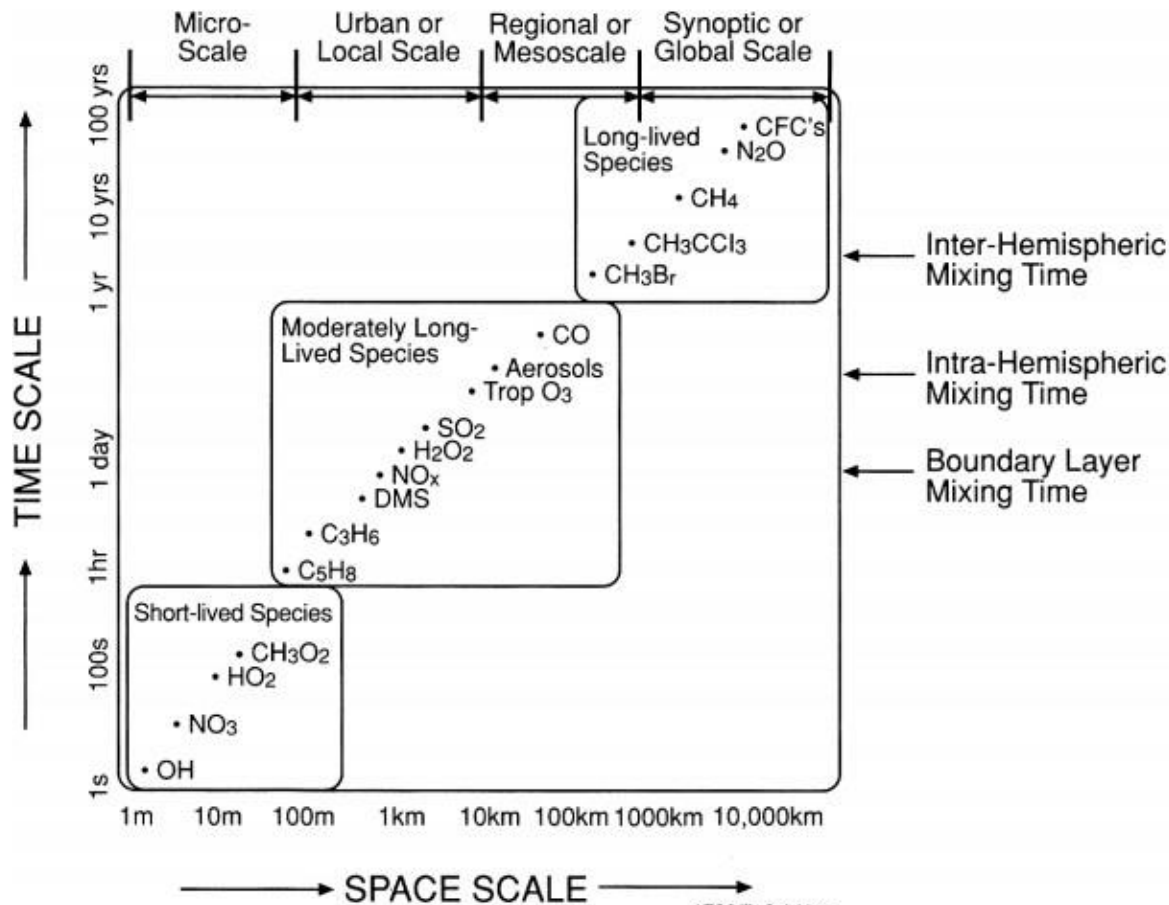 Micro-
Scale
Urban or
Local Scale
Regional or
Mesoscale
Synoptic or
Global Scale
100 yrs
10 yrs
1 yr
1 day
1hr
100s
1s
TIME SCALE
Long-lived
Species
CFC's
N2O
CH4
CH3CCl3
CH3Br
Inter-Hemispheric
Mixing Time
Moderately Long-
Lived Species
CO
Aerosols
Trop O3
SO2
H2O2
NOx
DMS
C3H6
C5H8
Intra-Hemispheric
Mixing Time
Boundary Layer
Mixing Time
Short-lived Species
CH3O2
HO2
NO3
OH
1m 10m 100m 1km 10km 100km 1000km 10,000km
SPACE SCALE